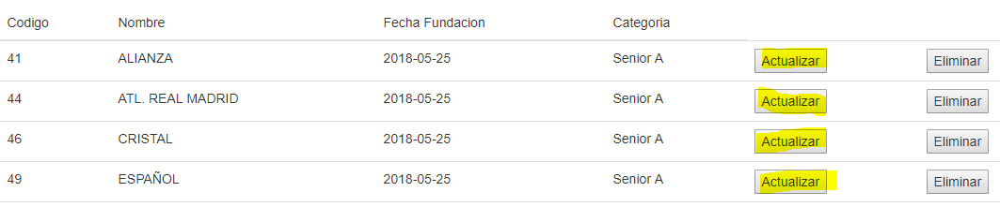 Codigo Nombre Fecha Fundacion Categoria
41 ALIANZA 2018-05-25 Senior A Actualizar Eliminar
44 ATL. REAL MADRID 2018-05-25 Senior A Actualizar Eliminar
46 CRISTAL 2018-05-25 Senior A Actualizar Eliminar
49 ESPAÑOL 2018-05-25 Senior A Actualizar Eliminar